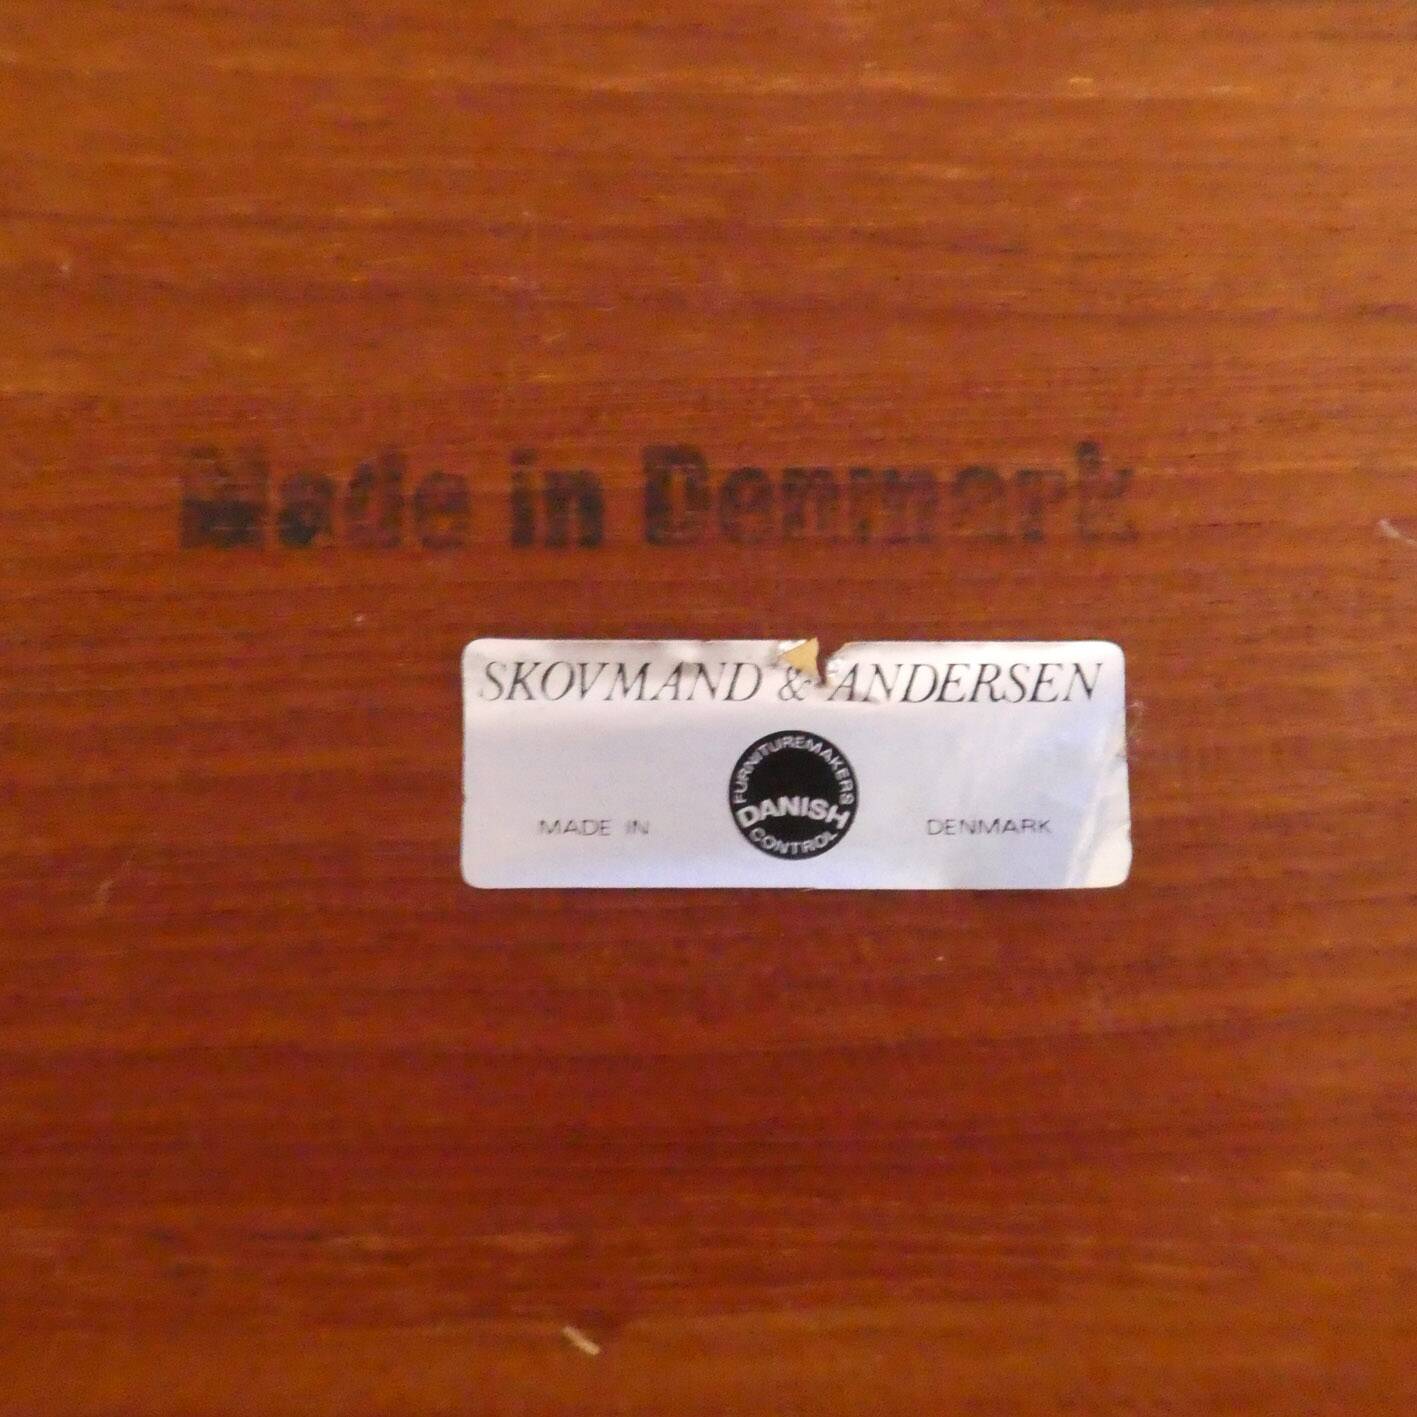 Made in Denmark
SKOVMAND & ANDERSEN
FURNITUREMAKERS
DANISH
CONTROL
MADE IN
DENMARK